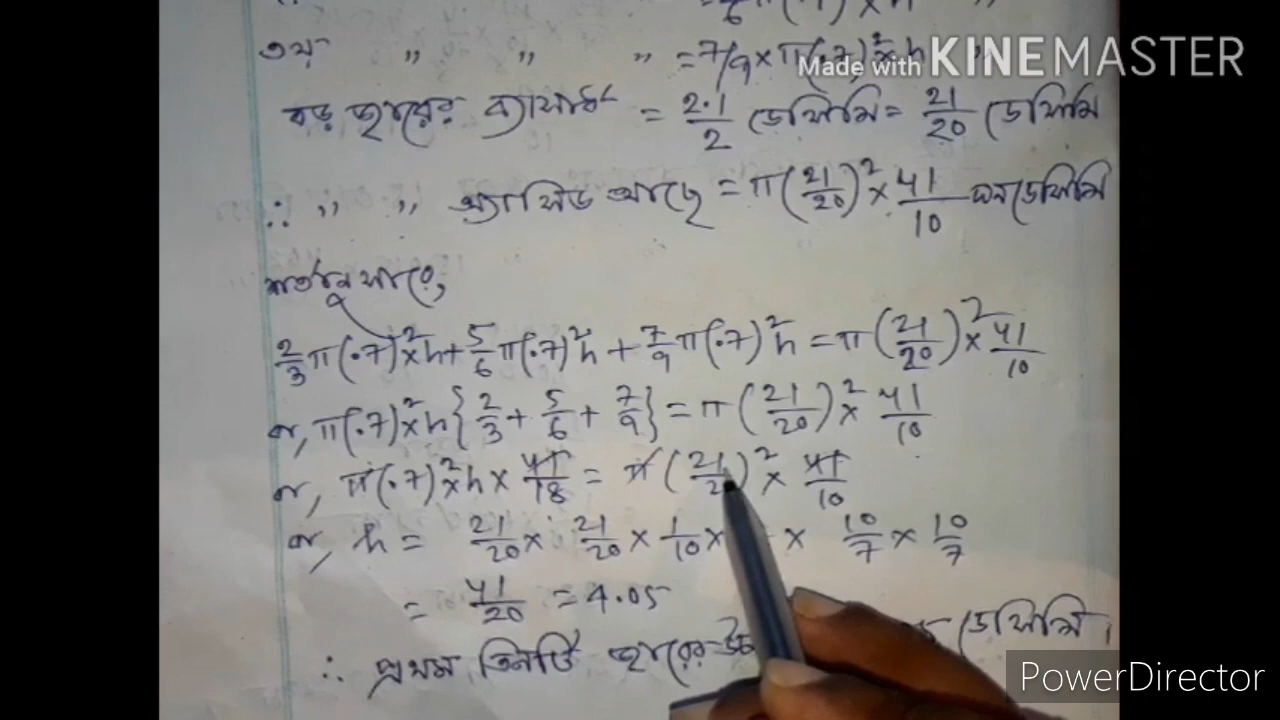 ৩য় " " " = 7/9 × π(.7)² × h "
Made with KINEMASTER
বড় জারের ব্যাসার্ধ = 2.1/2 ডেসিমি = 21/20 ডেসিমি
∴ " " অ্যাসিড আছে = π(21/20)² × 41/10 ঘনডেসিমি
শর্তানুসারে,
2/3 π(.7)² × h + 5/6 π(.7)² h + 7/9 π(.7)² h = π(21/20)² × 41/10
বা, π(.7)² × h {2/3 + 5/6 + 7/9} = π(21/20)² × 41/10
বা, π(.7)² × h × 41/18 = π(21/2)² × 41/10
বা, h = 21/20 × 21/20 × 1/10 × × 10/7 × 10/7
= 41/20 = 4.05
∴ প্রথম তিনটি জারের ডেসিমি।
PowerDirector